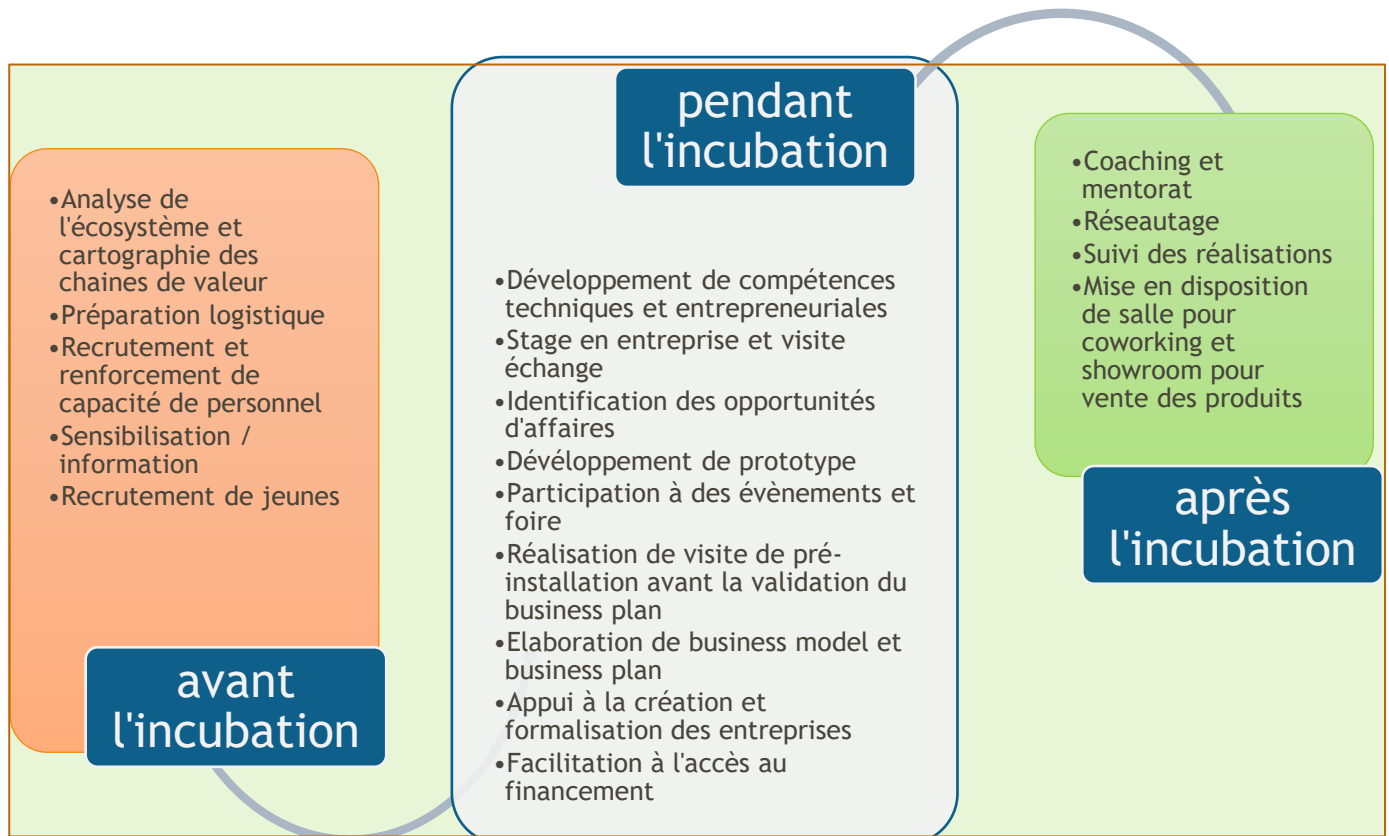 •Analyse de
l'écosystème et
cartographie des
chaines de valeur
•Préparation logistique
•Recrutement et
renforcement de
capacité de personnel
•Sensibilisation /
information
•Recrutement de jeunes
avant
l'incubation
pendant
l'incubation
•Développement de compétences
techniques et entrepreneuriales
•Stage en entreprise et visite
échange
•Identification des opportunités
d'affaires
•Dévéloppement de prototype
•Participation à des évènements et
foire
•Réalisation de visite de pré-
installation avant la validation du
business plan
•Elaboration de business model et
business plan
•Appui à la création et
formalisation des entreprises
•Facilitation à l'accès au
financement
•Coaching et
mentorat
•Réseautage
•Suivi des réalisations
•Mise en disposition
de salle pour
coworking et
showroom pour
vente des produits
après
l'incubation